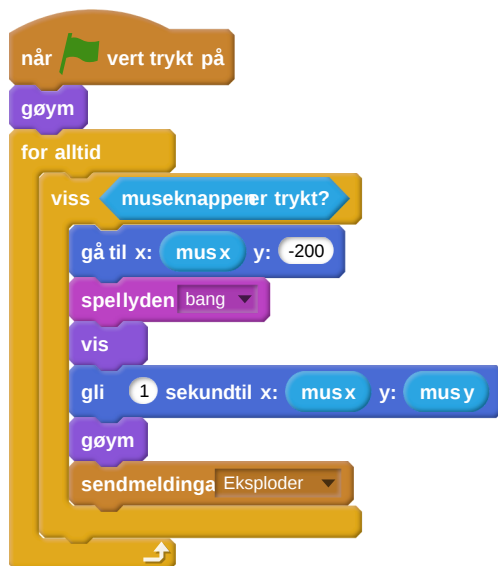 når vert trykt på
gøym
for alltid
viss museknappen er trykt?
gå til x: mus x y: -200
spel lyden bang
vis
gli 1 sekund til x: mus x y: mus y
gøym
send meldinga Eksploder